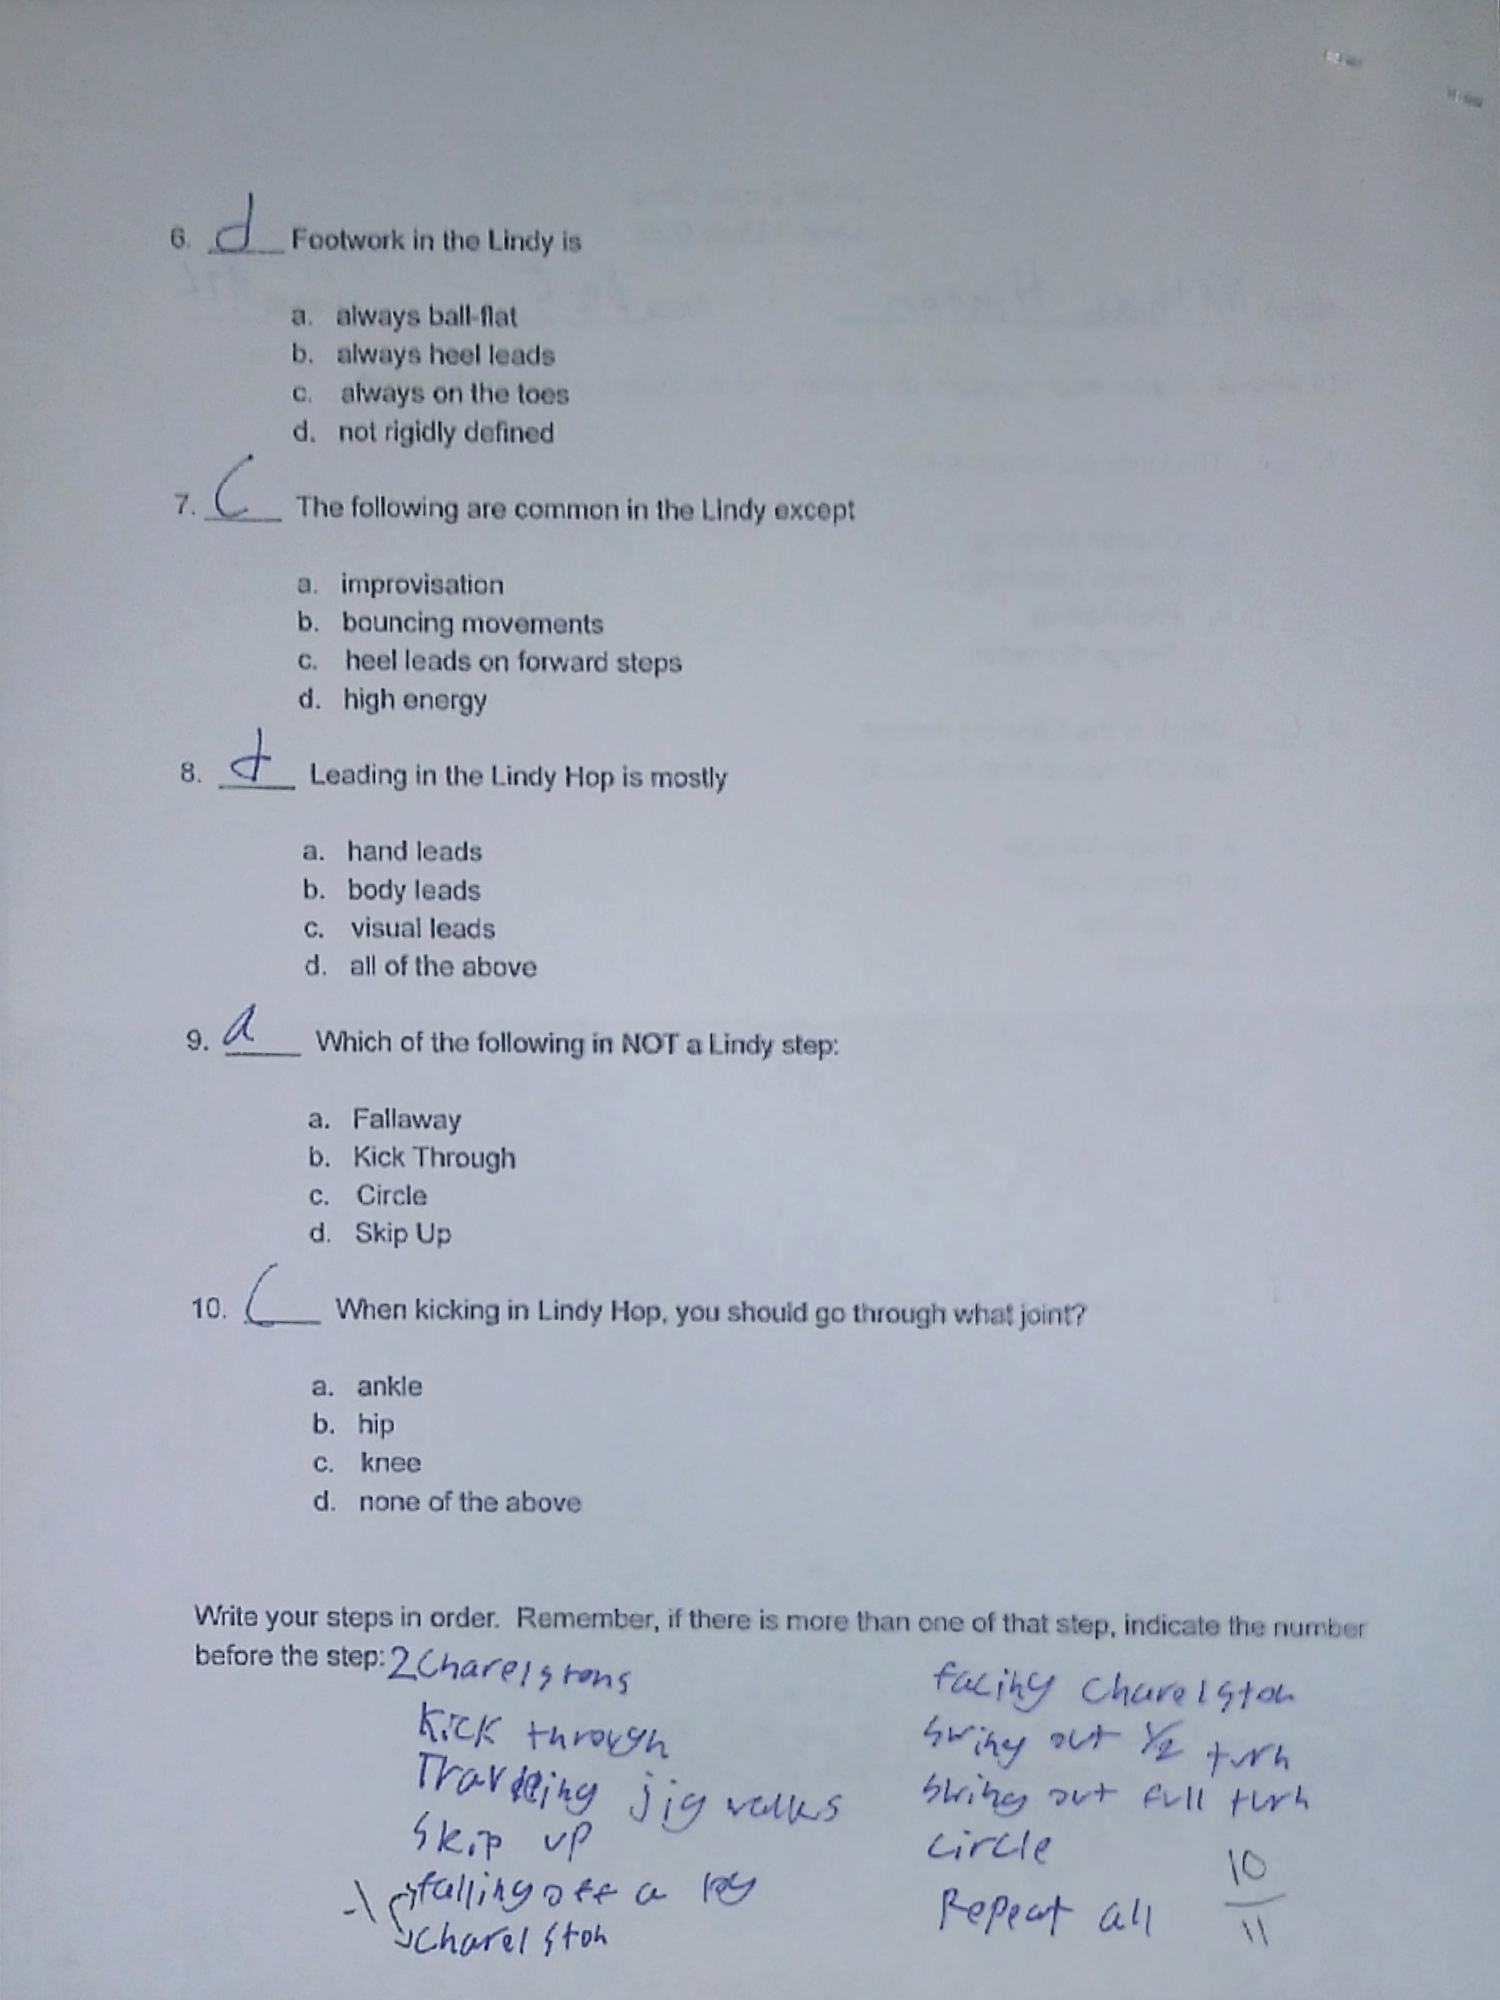 6. d Footwork in the Lindy is
a. always ball-flat
b. always heel leads
c. always on the toes
d. not rigidly defined
7. C The following are common in the Lindy except
a. improvisation
b. bouncing movements
c. heel leads on forward steps
d. high energy
8. d Leading in the Lindy Hop is mostly
a. hand leads
b. body leads
c. visual leads
d. all of the above
9. a Which of the following in NOT a Lindy step:
a. Fallaway
b. Kick Through
c. Circle
d. Skip Up
10. C When kicking in Lindy Hop, you should go through what joint?
a. ankle
b. hip
c. knee
d. none of the above
Write your steps in order. Remember, if there is more than one of that step, indicate the number
before the step: 2 Charelstons
Kick through
Traveling jig walks
Skip up
-1 falling off a log
Charelston
facing Charelston
Swing out 1/2 turn
Swing out full turn
circle
Repeat all
10
11